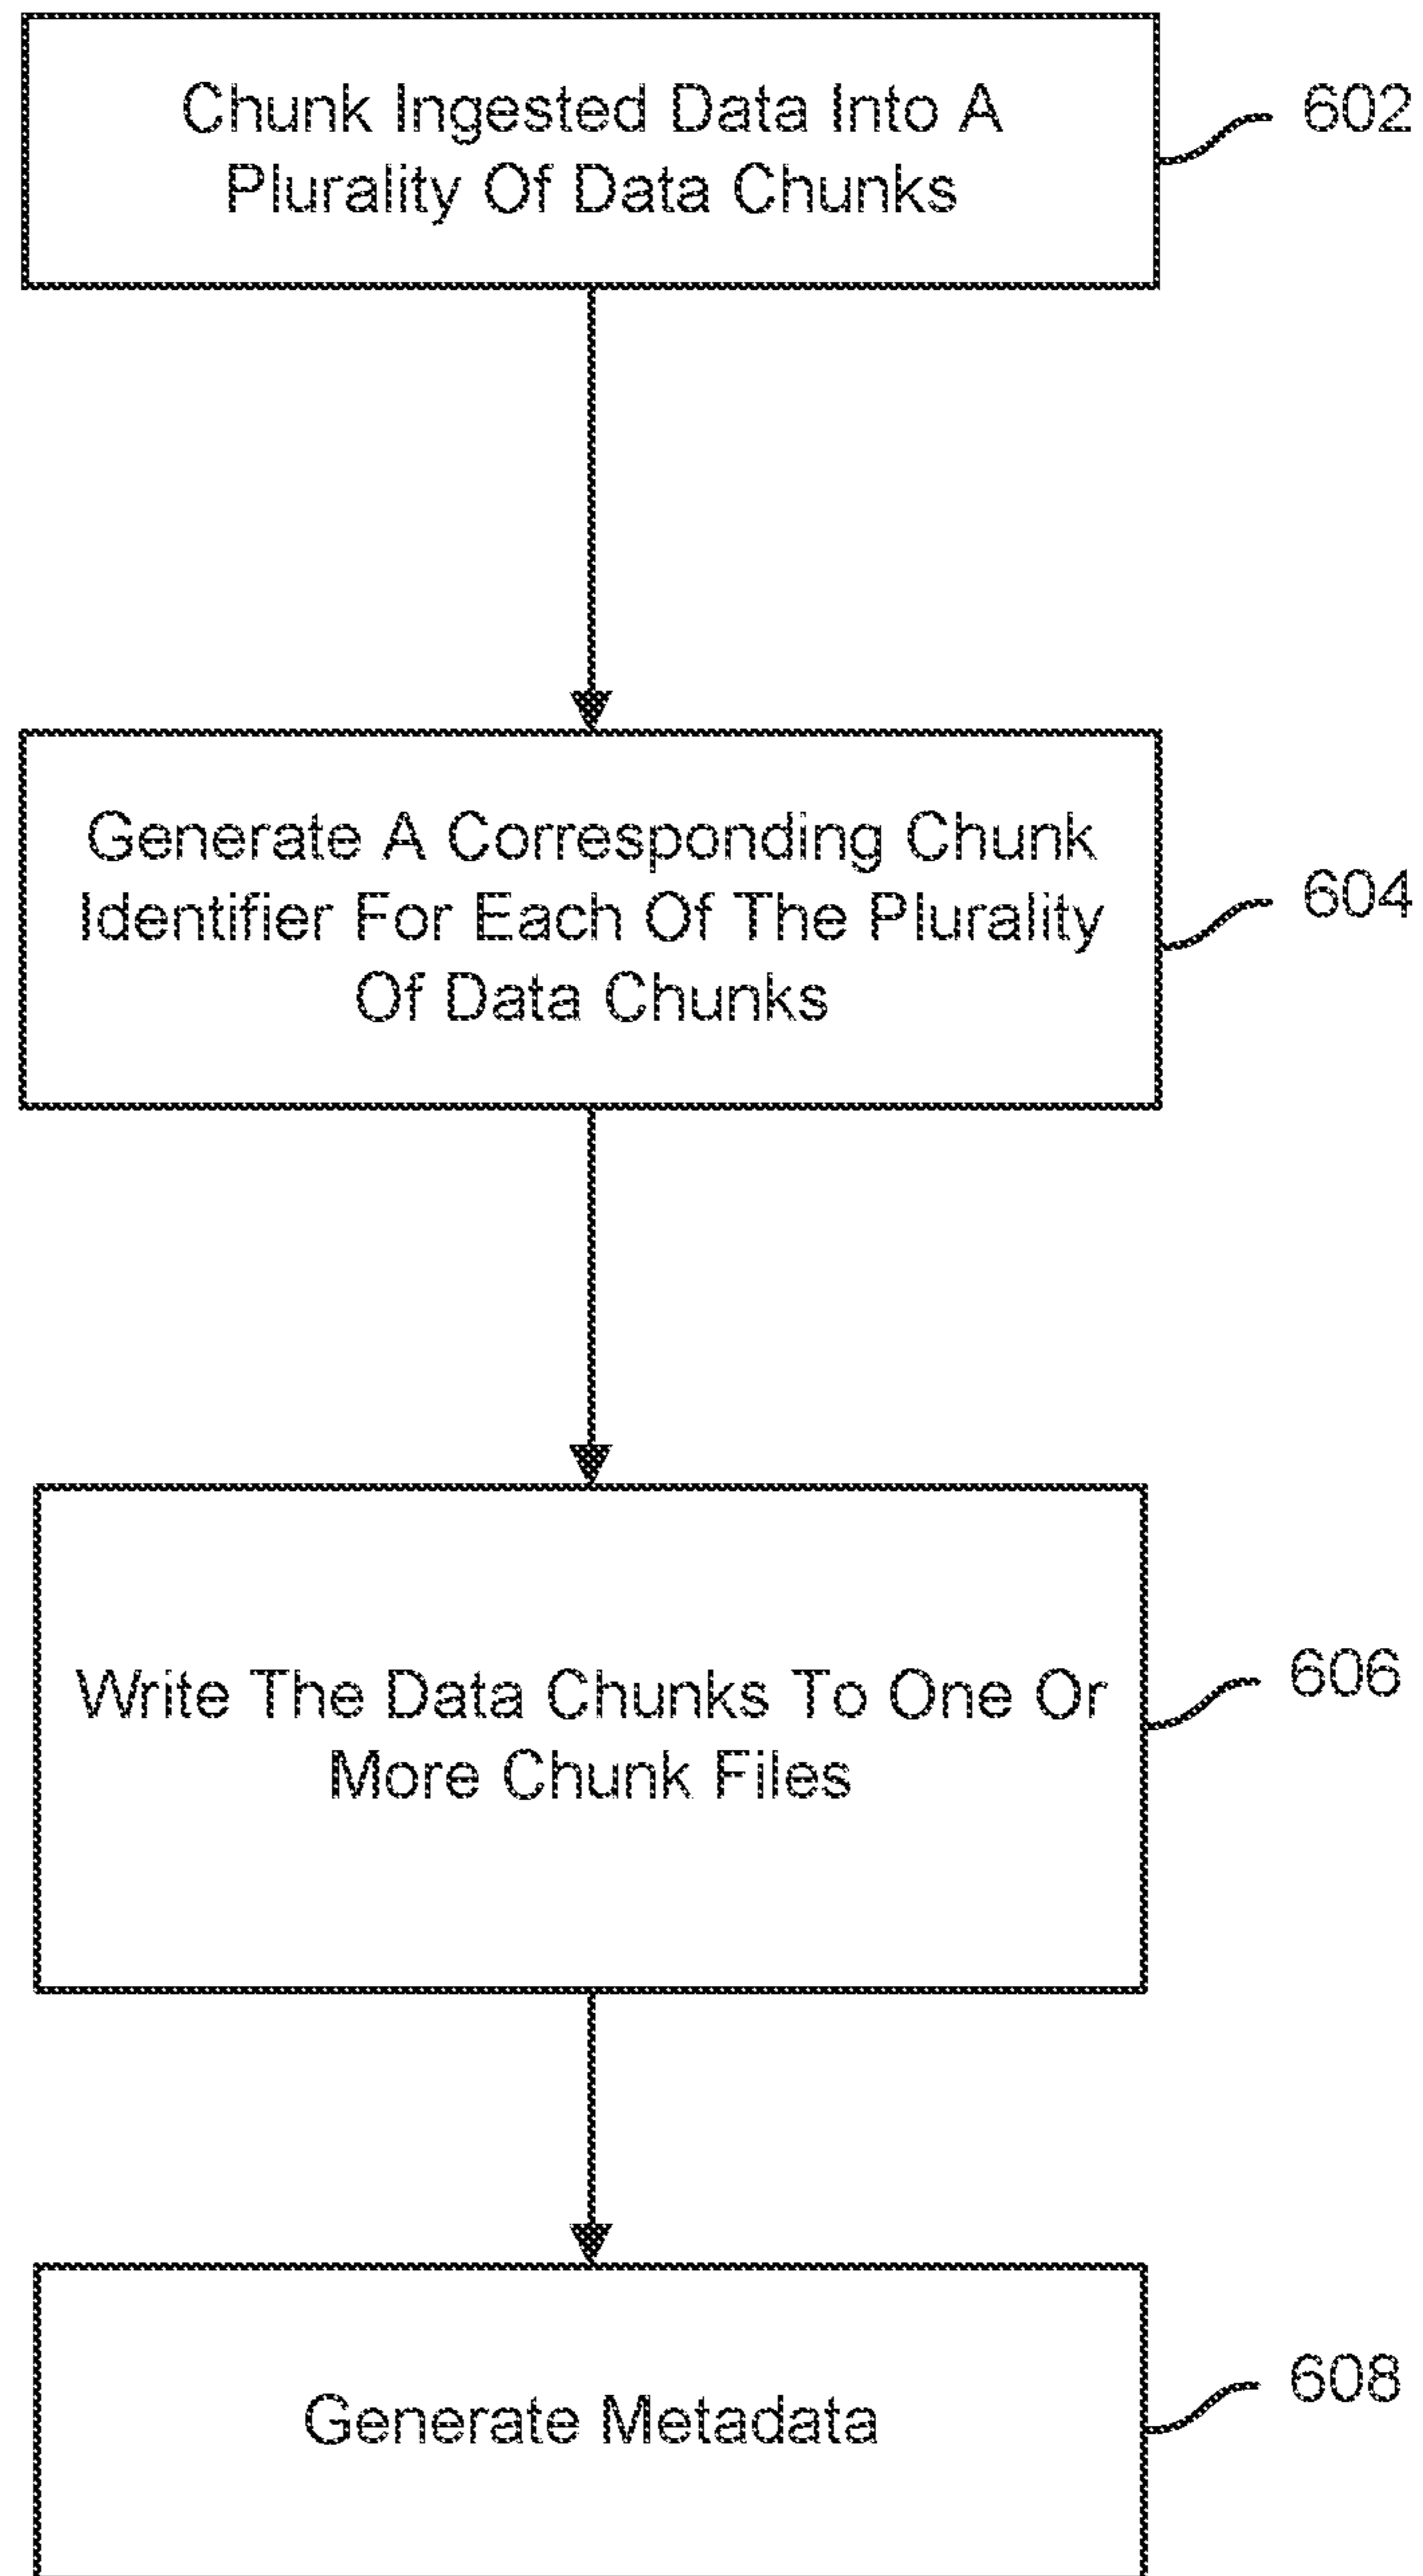 Chunk Ingested Data Into A
Plurality Of Data Chunks
602
Generate A Corresponding Chunk
Identifier For Each Of The Plurality
Of Data Chunks
604
Write The Data Chunks To One Or
More Chunk Files
606
Generate Metadata
608